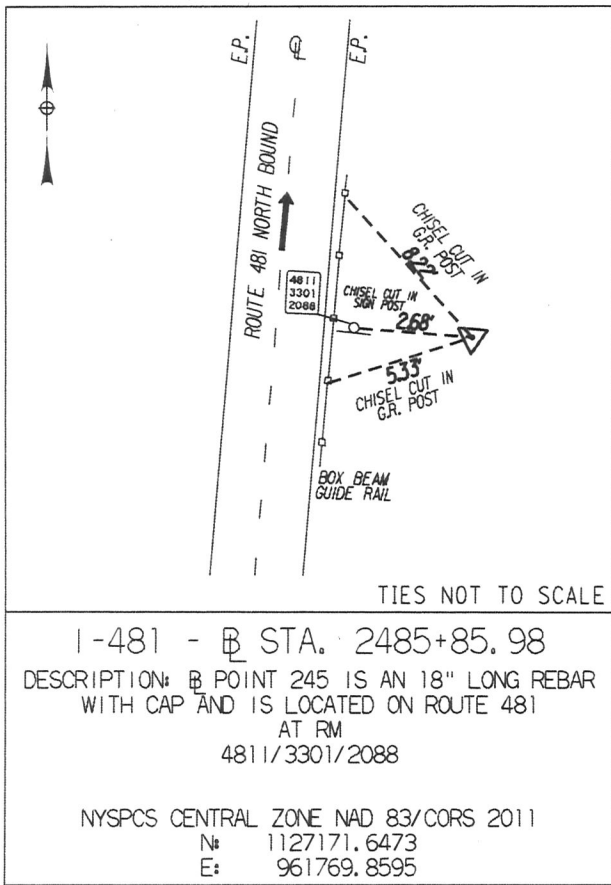 E.P.
℄
E.P.
ROUTE 481 NORTH BOUND
4811
3301
2088
CHISEL CUT IN
G.R. POST
8.22'
CHISEL CUT IN
SIGN POST
2.68'
5.33'
CHISEL CUT IN
G.R. POST
BOX BEAM
GUIDE RAIL
TIES NOT TO SCALE
I-481 - BL STA. 2485+85.98
DESCRIPTION: BL POINT 245 IS AN 18" LONG REBAR
WITH CAP AND IS LOCATED ON ROUTE 481
AT RM
4811/3301/2088
NYSPCS CENTRAL ZONE NAD 83/CORS 2011
N: 1127171.6473
E: 961769.8595